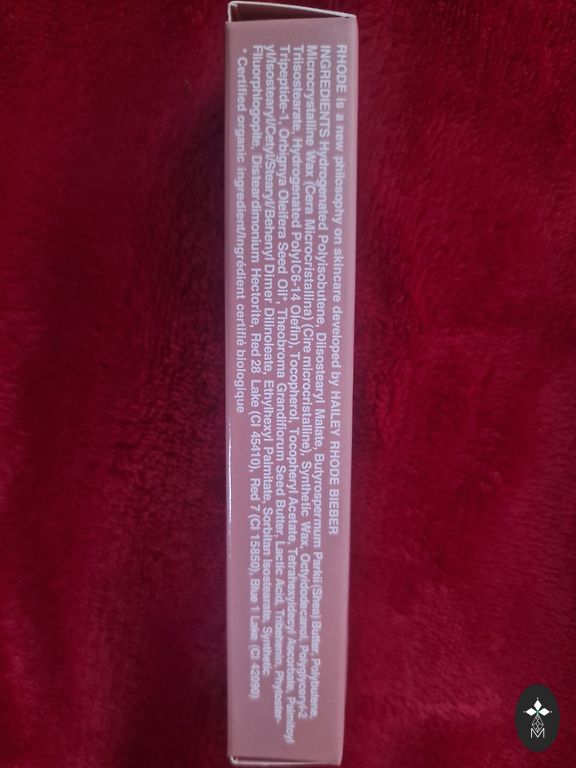 RHODE is a new philosophy on skincare developed by HAILEY RHODE BIEBER
INGREDIENTS Hydrogenated Polyisobutene, Diisostearyl Malate, Butyrospermum Parkii (Shea) Butter, Polybutene,
Microcrystalline Wax (Cera Microcristallina) (Cire microcristalline), Synthetic Wax, Octyldodecanol, Polyglyceryl-2
Triisostearate, Hydrogenated Poly(C6-14 Olefin), Tocopherol, Tocopheryl Acetate, Tetrahexyldecyl Ascorbate, Palmitoyl
Tripeptide-1, Orbignya Oleifera Seed Oil*, Theobroma Grandiflorum Seed Butter, Lactic Acid, Tribehenin, Phytoster-
yl/Isostearyl/Cetyl/Stearyl/Behenyl Dimer Dilinoleate, Ethylhexyl Palmitate, Sorbitan Isostearate, Synthetic
Fluorphlogopite, Disteardimonium Hectorite, Red 28 Lake (CI 45410), Red 7 (CI 15850), Blue 1 Lake (CI 42090)
* Certified organic ingredient/Ingrédient certifié biologique
M